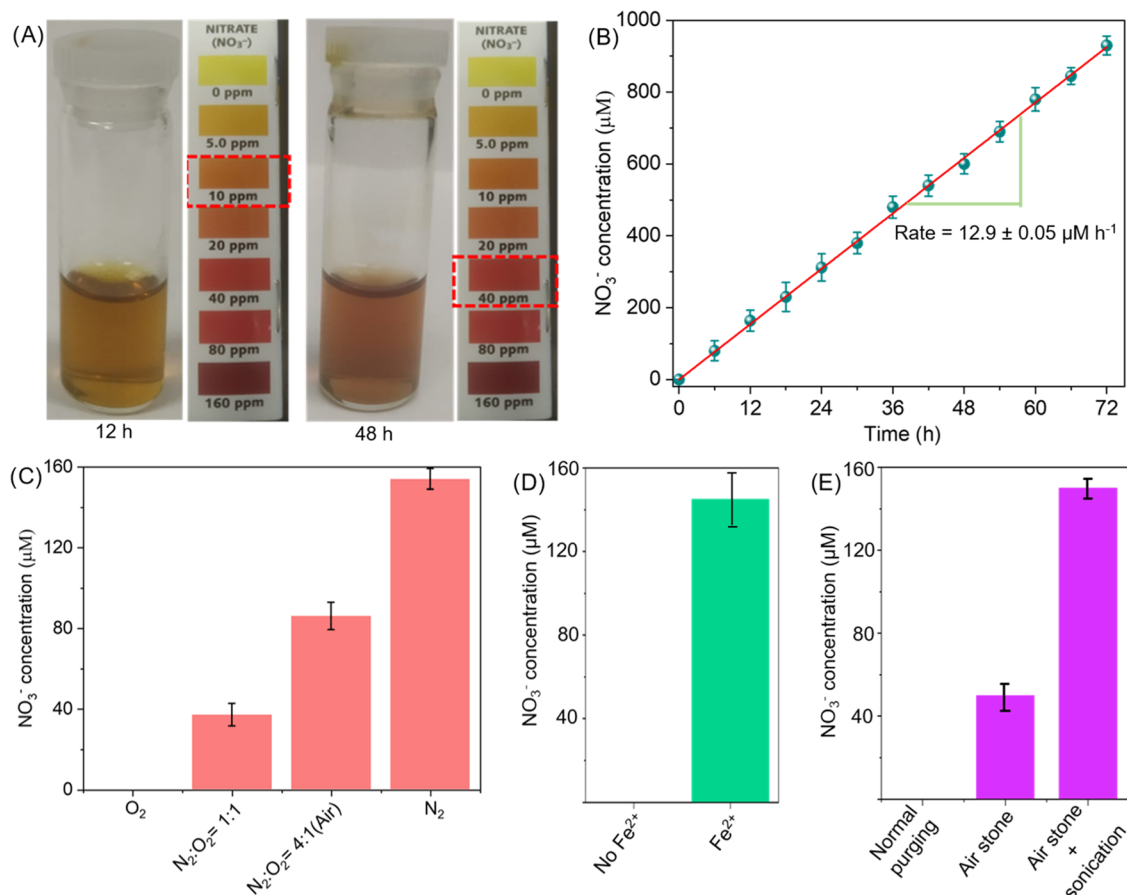 (A)
NITRATE
(NO₃⁻)
0 ppm
5.0 ppm
10 ppm
20 ppm
40 ppm
80 ppm
160 ppm
12 h
NITRATE
(NO₃⁻)
0 ppm
5.0 ppm
10 ppm
20 ppm
40 ppm
80 ppm
160 ppm
48 h
(B)
NO₃⁻ concentration (μM)
1000
800
600
400
200
0
Rate = 12.9 ± 0.05 μM h⁻¹
0 12 24 36 48 60 72
Time (h)
(C)
NO₃⁻ concentration (μM)
160
120
80
40
0
O₂
N₂:O₂= 1:1
N₂:O₂= 4:1(Air)
N₂
(D)
NO₃⁻ concentration (μM)
160
120
80
40
No Fe²⁺
Fe²⁺
(E)
NO₃⁻ concentration (μM)
160
120
80
40
Normal
purging
Air stone
Air stone
+
sonication